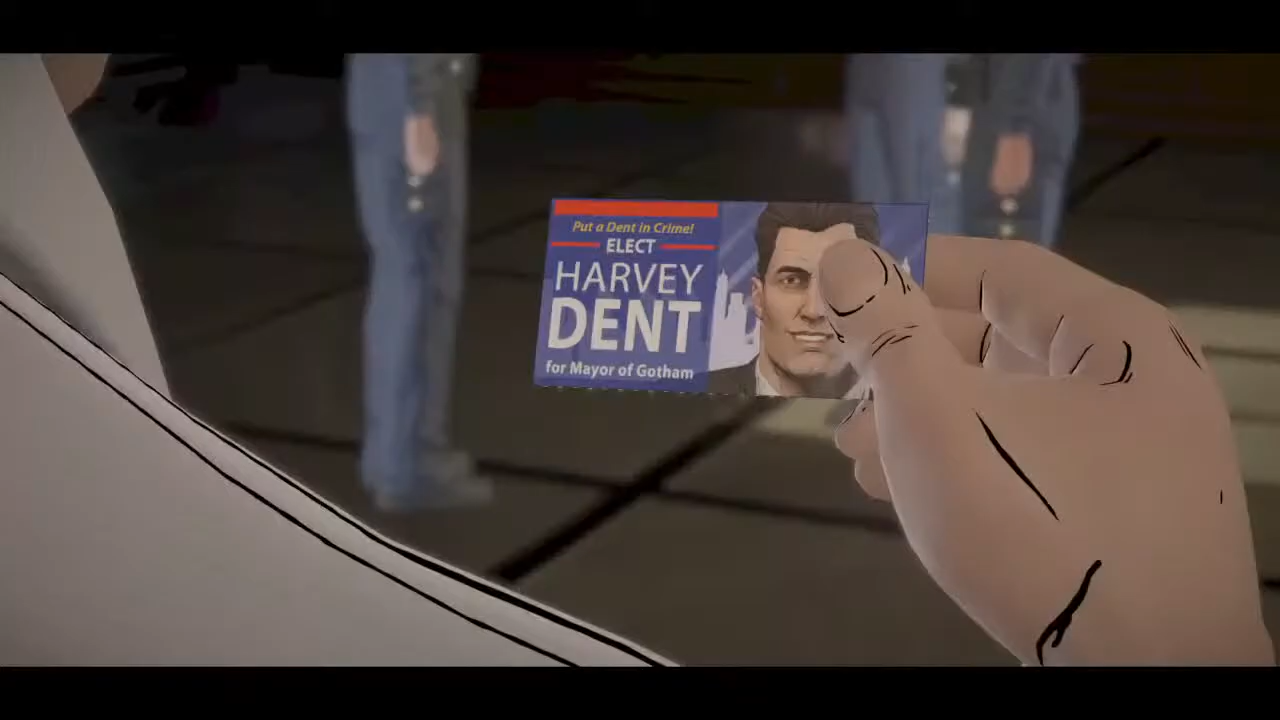 Put a Dent in Crime!
ELECT
HARVEY
DENT
for Mayor of Gotham